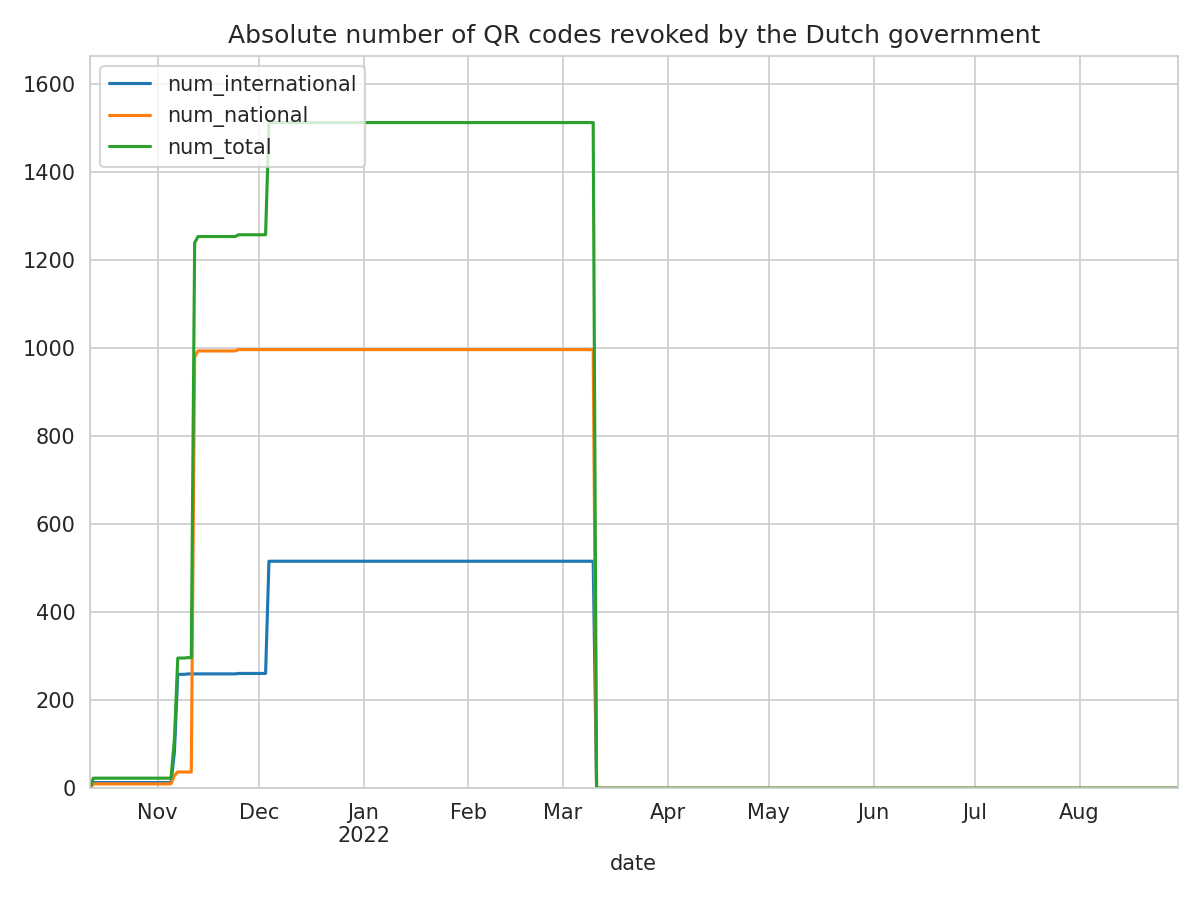 Absolute number of QR codes revoked by the Dutch government
num_international
num_national
num_total
1600
1400
1200
1000
800
600
400
200
0
Nov Dec Jan Feb Mar Apr May Jun Jul Aug
2022
date